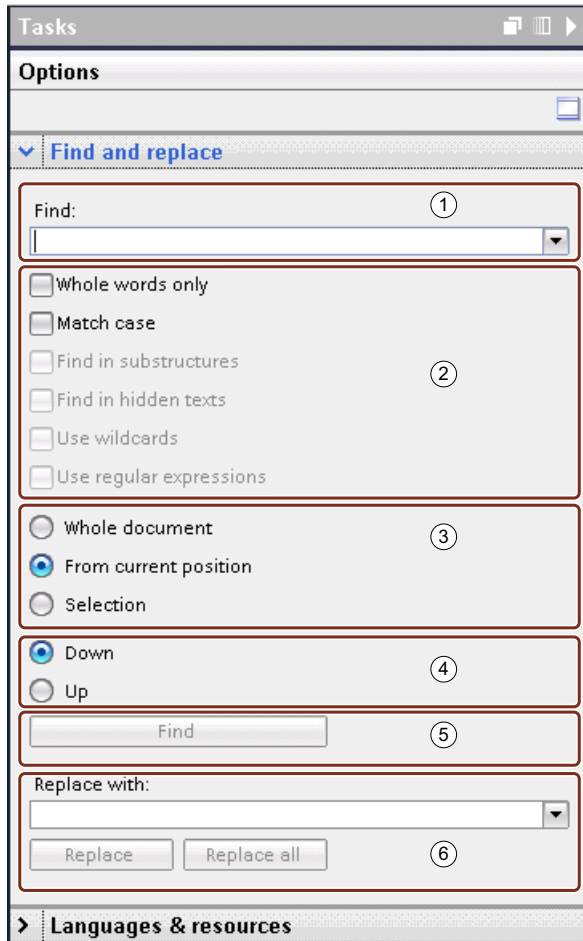 Tasks
Options
Find and replace
Find:
①
Whole words only
Match case
Find in substructures
②
Find in hidden texts
Use wildcards
Use regular expressions
Whole document
③
From current position
Selection
Down
④
Up
Find
⑤
Replace with:
Replace Replace all
⑥
Languages & resources